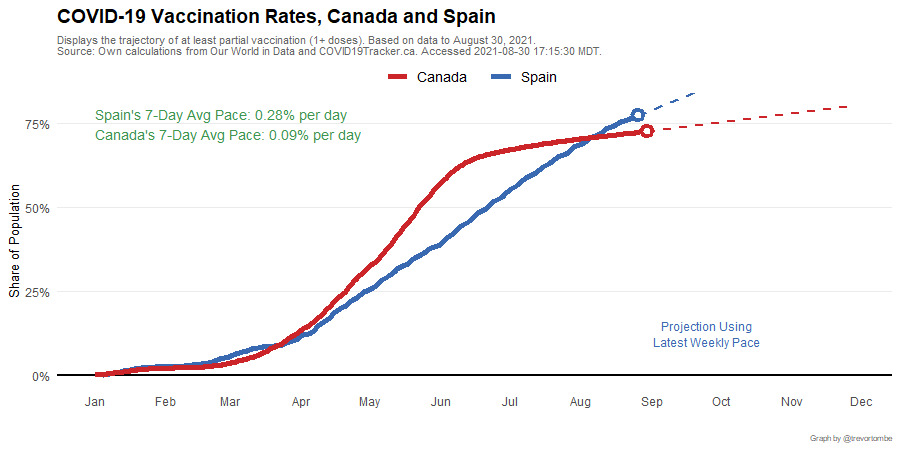 COVID-19 Vaccination Rates, Canada and Spain
Displays the trajectory of at least partial vaccination (1+ doses). Based on data to August 30, 2021.
Source: Own calculations from Our World in Data and COVID19Tracker.ca. Accessed 2021-08-30 17:15:30 MDT.
Canada Spain
Spain's 7-Day Avg Pace: 0.28% per day
Canada's 7-Day Avg Pace: 0.09% per day
75%
50%
25%
0%
Share of Population
Projection Using
Latest Weekly Pace
Jan Feb Mar Apr May Jun Jul Aug Sep Oct Nov Dec
Graph by @trevortombe